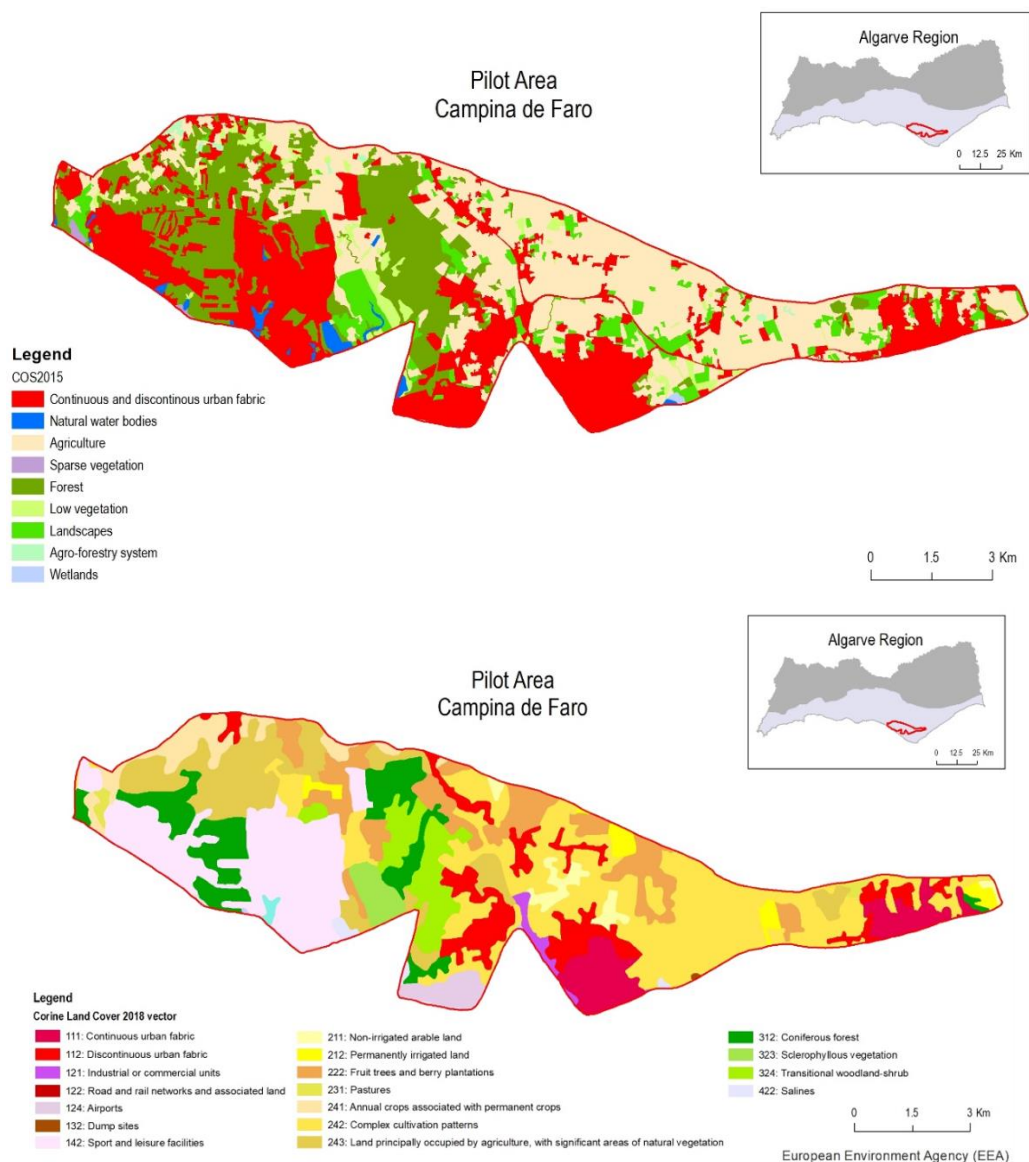 Algarve Region
0 12.5 25 Km
Pilot Area
Campina de Faro
Legend
COS2015
Continuous and discontinous urban fabric
Natural water bodies
Agriculture
Sparse vegetation
Forest
Low vegetation
Landscapes
Agro-forestry system
Wetlands
0 1.5 3 Km
Algarve Region
0 12.5 25 Km
Pilot Area
Campina de Faro
Legend
Corine Land Cover 2018 vector
111: Continuous urban fabric
112: Discontinuous urban fabric
121: Industrial or commercial units
122: Road and rail networks and associated land
124: Airports
132: Dump sites
142: Sport and leisure facilities
211: Non-irrigated arable land
212: Permanently irrigated land
222: Fruit trees and berry plantations
231: Pastures
241: Annual crops associated with permanent crops
242: Complex cultivation patterns
243: Land principally occupied by agriculture, with significant areas of natural vegetation
312: Coniferous forest
323: Sclerophyllous vegetation
324: Transitional woodland-shrub
422: Salines
0 1.5 3 Km
European Environment Agency (EEA)